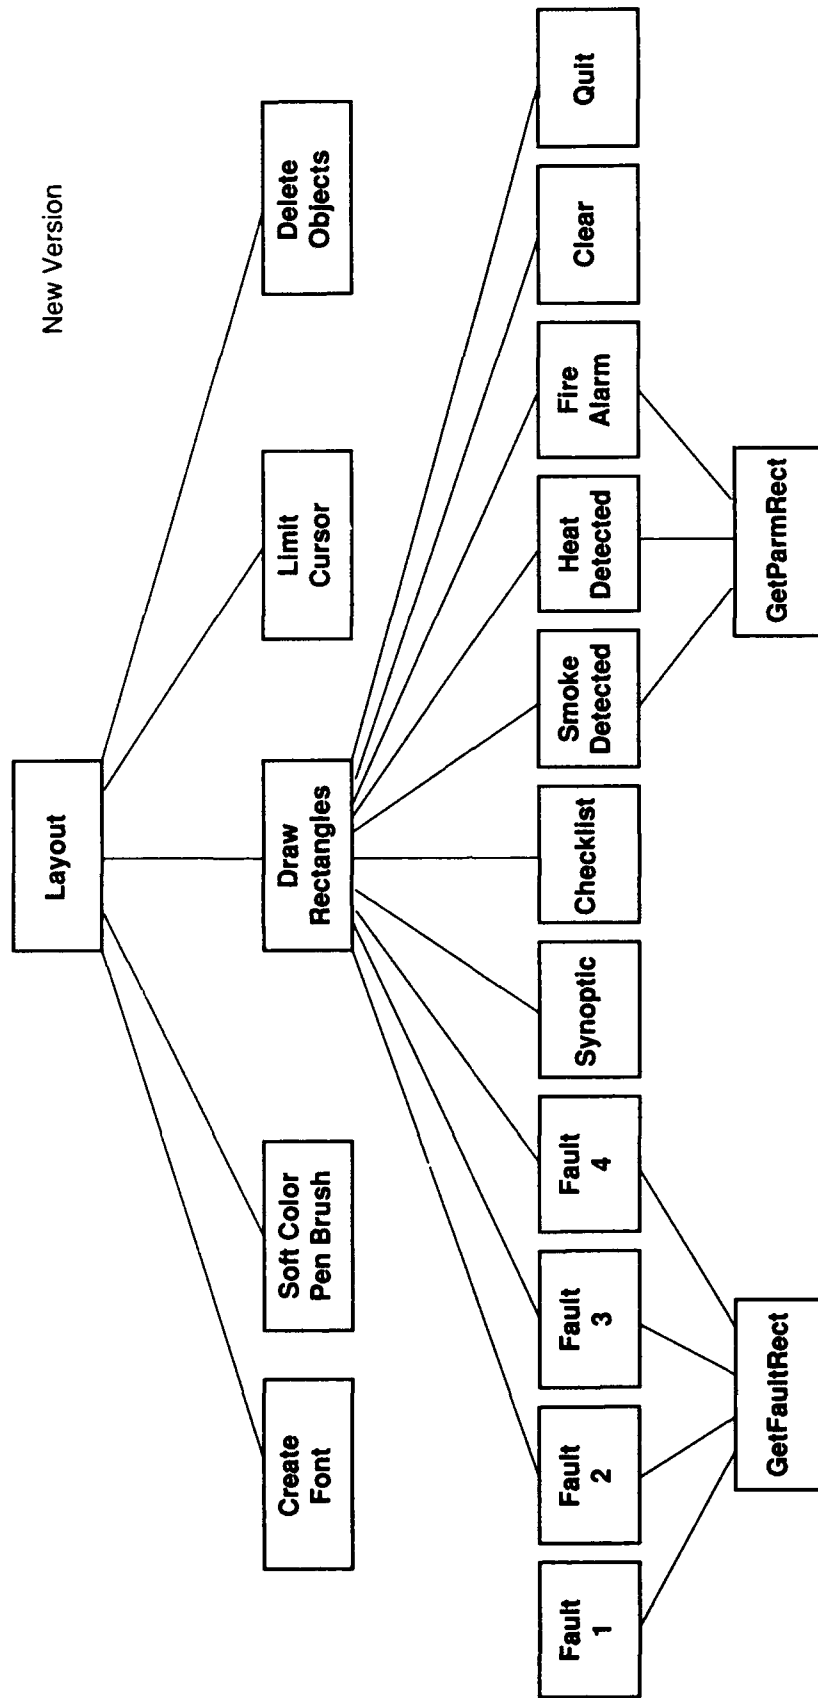 New Version
Layout
Create
Font
Soft Color
Pen Brush
Draw
Rectangles
Limit
Cursor
Delete
Objects
Fault
1
Fault
2
Fault
3
Fault
4
Synoptic
Checklist
Smoke
Detected
Heat
Detected
Fire
Alarm
Clear
Quit
GetFaultRect
GetParmRect